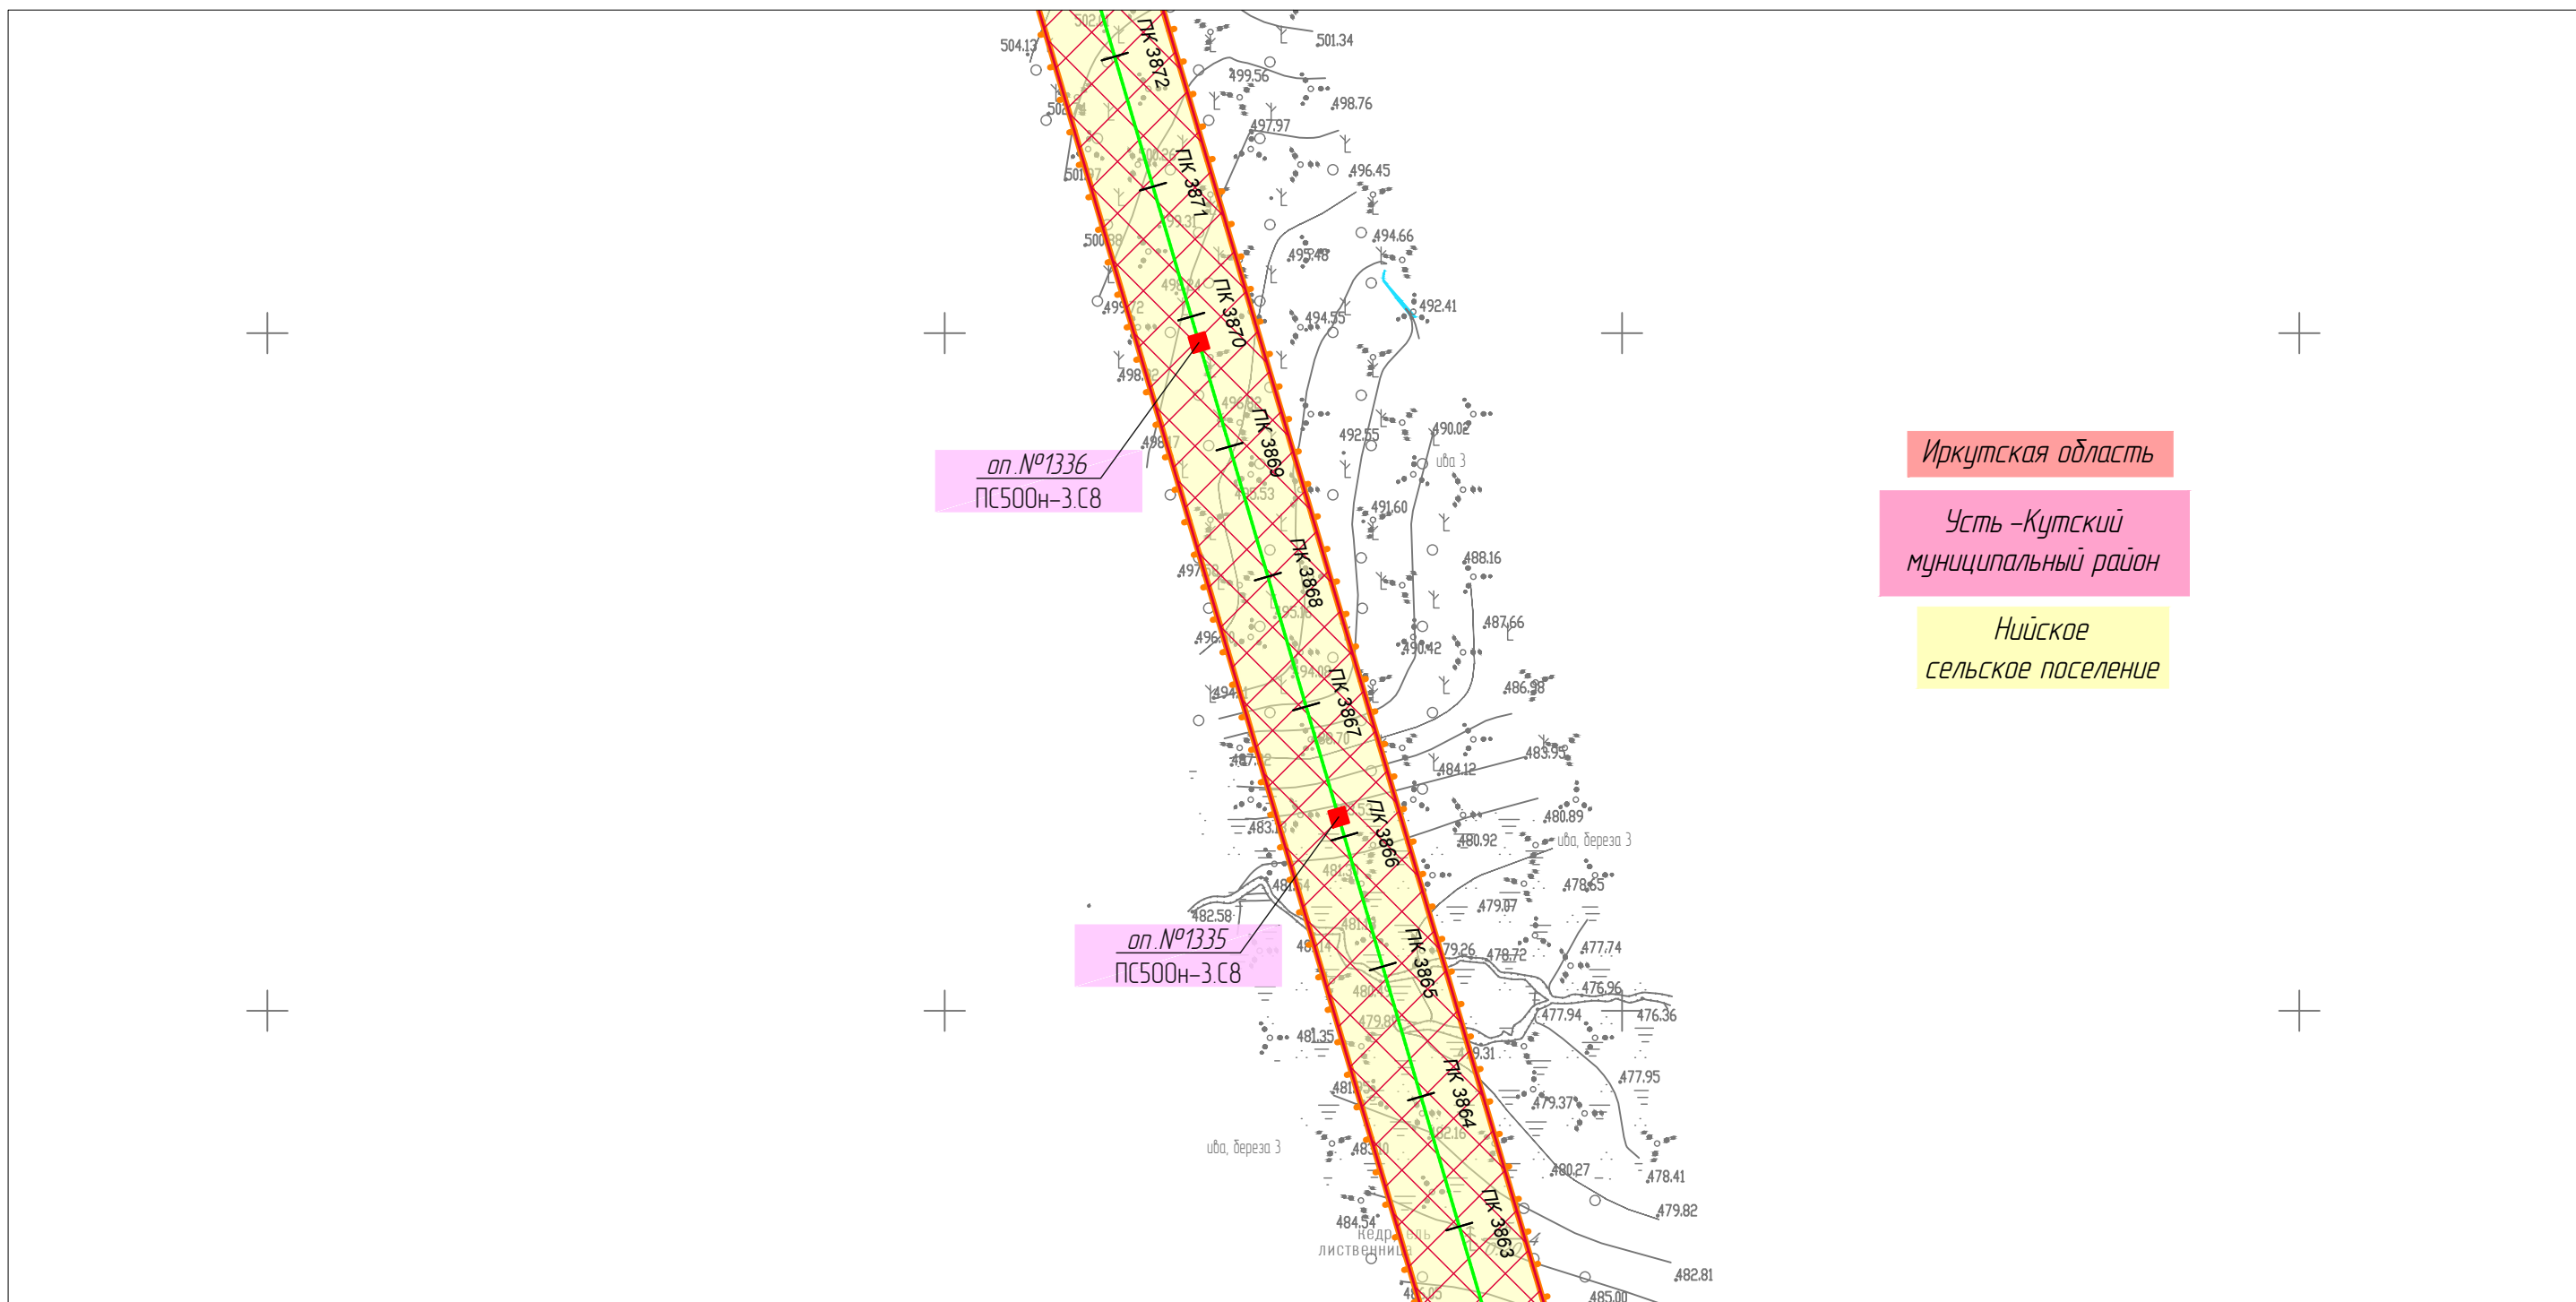 504.13
501.34
ПК 3872
499.56
498.76
497.97
496.45
ПК 3871
494.66
495.48
492.41
494.55
ПК 3870
492.55
490.02
ива 3
ПК 3869
оп.№1336
ПС500н-3.С8
491.60
ПК 3868
488.16
487.66
490.42
486.98
ПК 3867
483.95
484.12
480.89
480.92
ива, береза 3
ПК 3866
478.65
479.07
482.58
оп.№1335
ПС500н-3.С8
477.74
478.72
ПК 3865
476.96
477.94
476.36
481.35
477.95
479.37
ПК 3864
482.16
ива, береза 3
480.27
478.41
479.82
484.54
ПК 3863
кедр
лиственница
482.81
485.00
Иркутская область
Усть-Кутский
муниципальный район
Нийское
сельское поселение